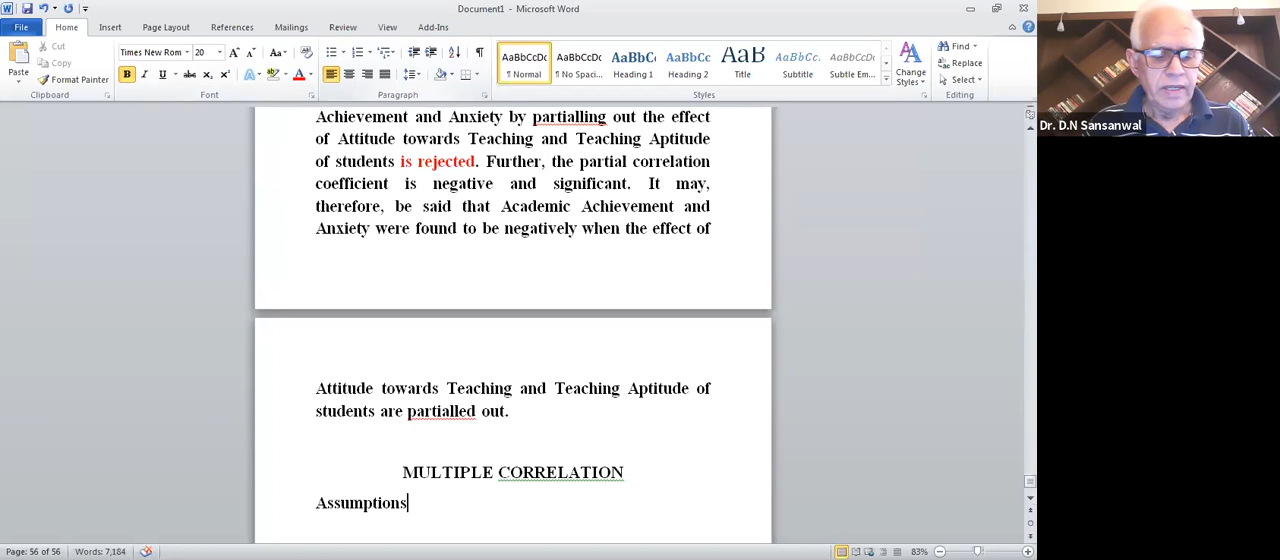 Document1 - Microsoft Word
File Home Insert Page Layout References Mailings Review View Add-Ins
Paste
Cut
Copy
Format Painter
Clipboard
Times New Rom 20
B I U abc x₂ x² A
Font
Paragraph
AaBbCcDc AaBbCcDc AaBbC AaBbCc AaB AaBbCc. AaBbCcDc
¶ Normal ¶ No Spaci... Heading 1 Heading 2 Title Subtitle Subtle Em...
Styles
Change Styles
Find
Replace
Select
Editing
Dr. D.N Sansanwal
Achievement and Anxiety by partialling out the effect
of Attitude towards Teaching and Teaching Aptitude
of students is rejected. Further, the partial correlation
coefficient is negative and significant. It may,
therefore, be said that Academic Achievement and
Anxiety were found to be negatively when the effect of
Attitude towards Teaching and Teaching Aptitude of
students are partialled out.
MULTIPLE CORRELATION
Assumptions
Page: 56 of 56 Words: 7,184 83%